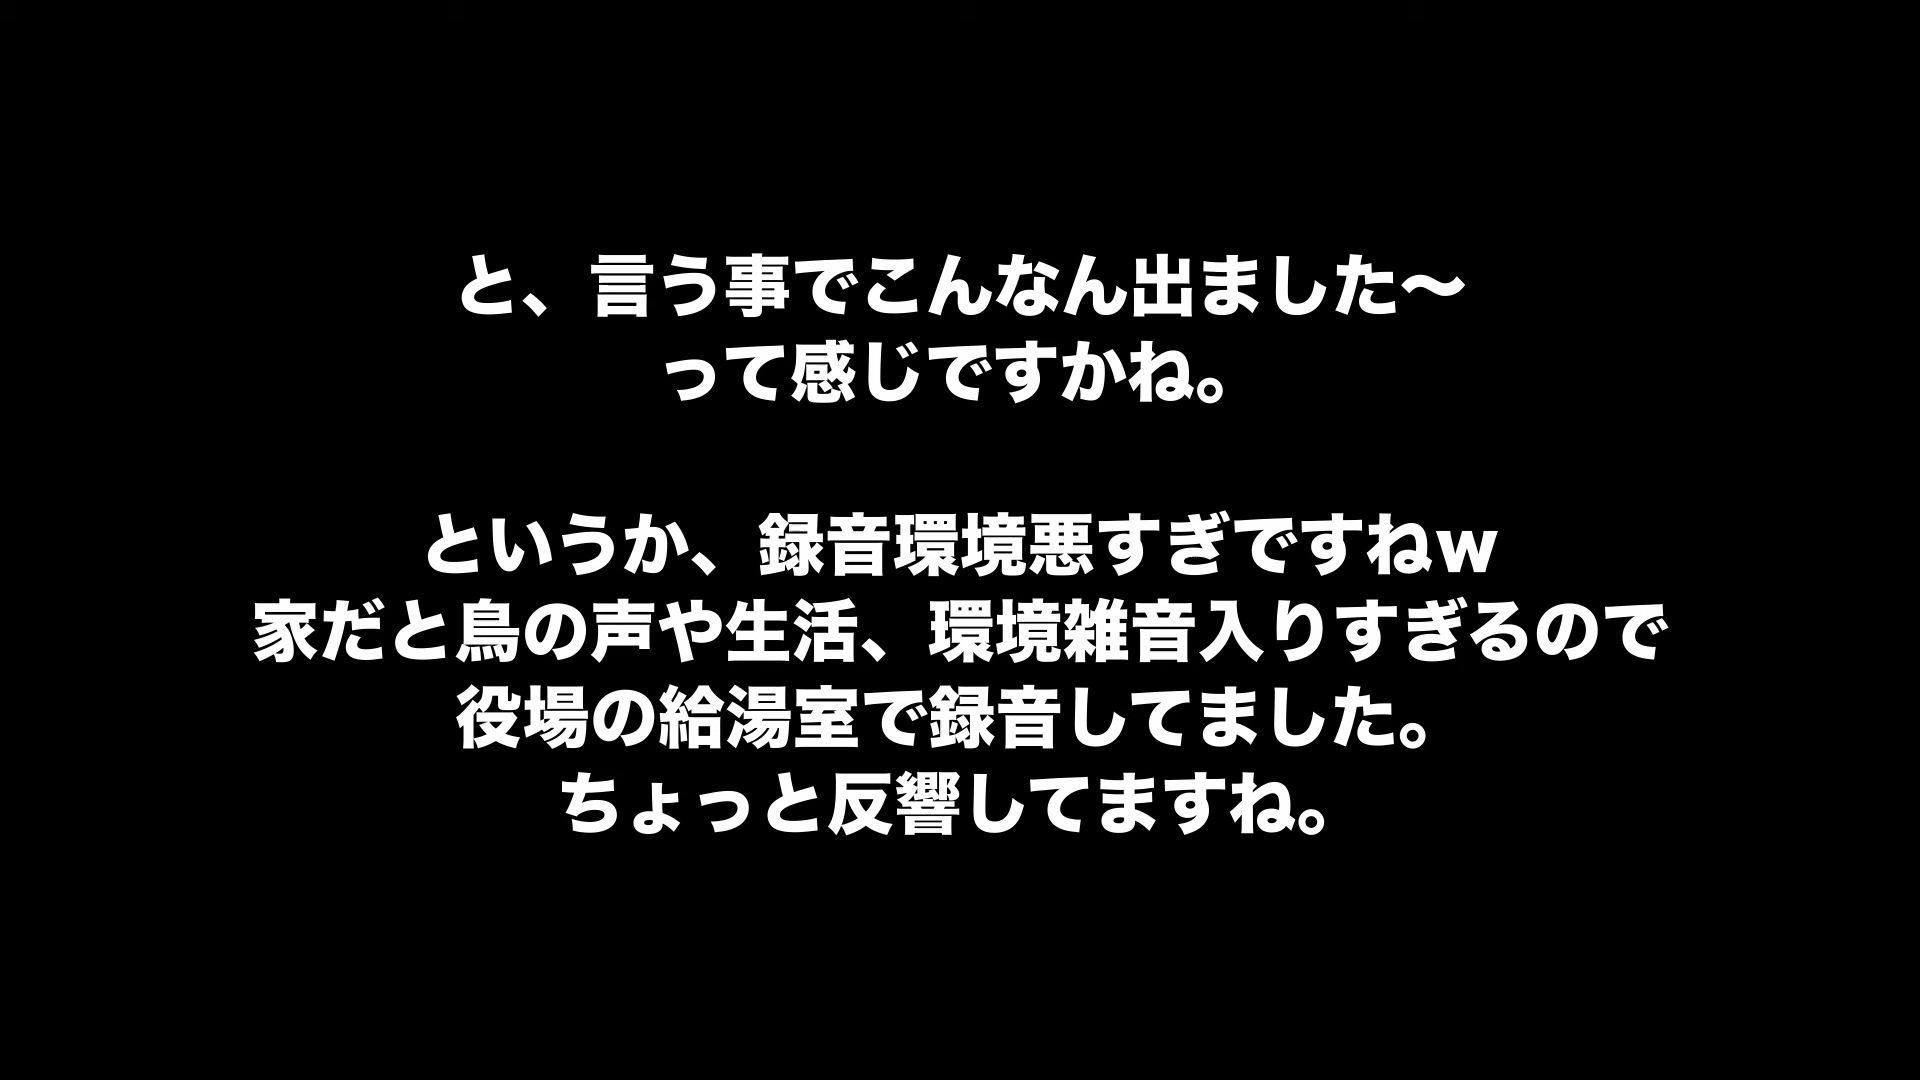 と、言う事でこんなん出ました〜
って感じですかね。
というか、録音環境悪すぎですねw
家だと鳥の声や生活、環境雑音入りすぎるので
役場の給湯室で録音してました。
ちょっと反響してますね。